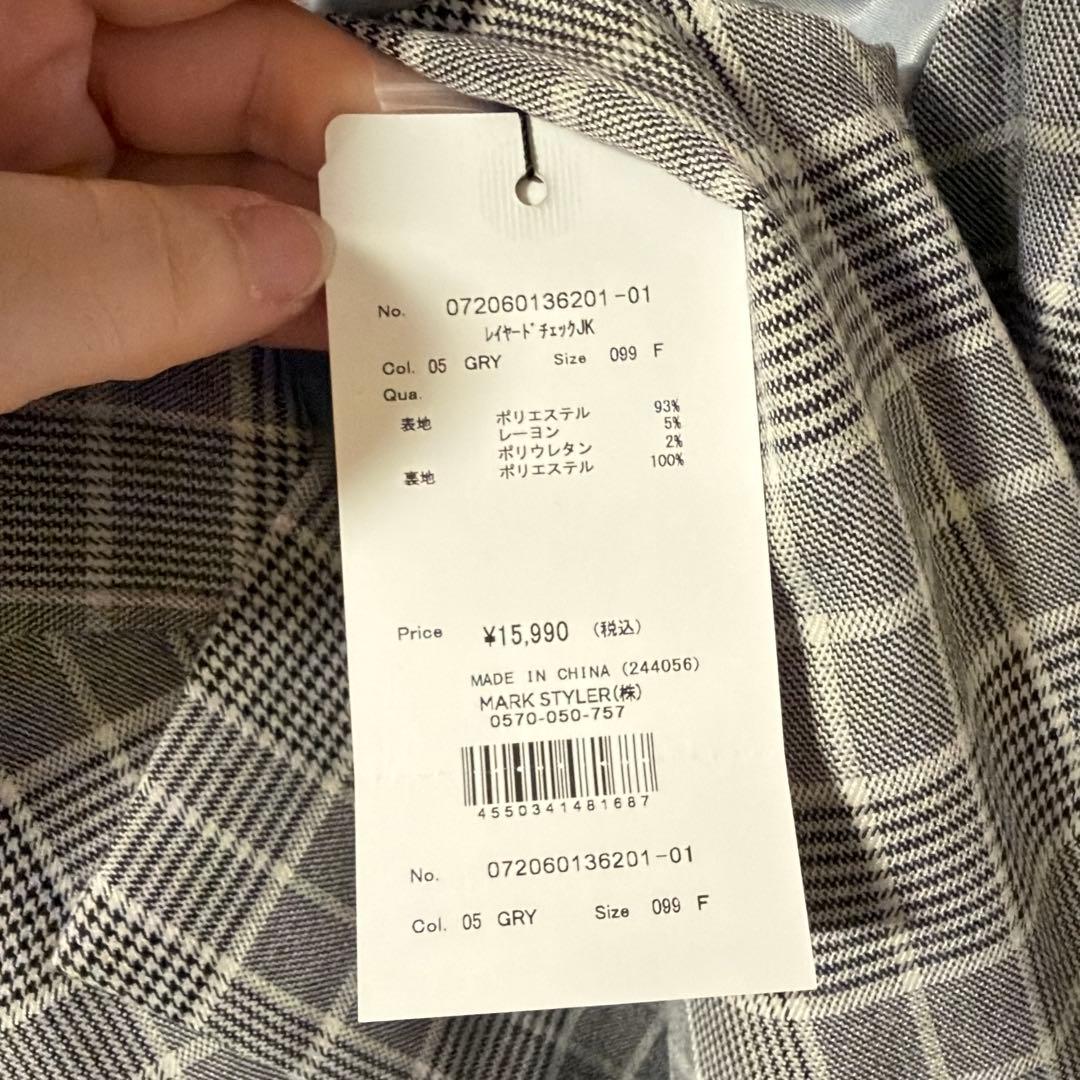 No. 072060136201-01
ﾚｲﾔｰﾄﾞﾁｪｯｸJK
Col. 05 GRY Size 099 F
Qua.
表地 ポリエステル 93%
レーヨン 5%
ポリウレタン 2%
裏地 ポリエステル 100%
Price ¥15,990 (税込)
MADE IN CHINA (244056)
MARK STYLER(株)
0570-050-757
4550341481687
No. 072060136201-01
Col. 05 GRY Size 099 F